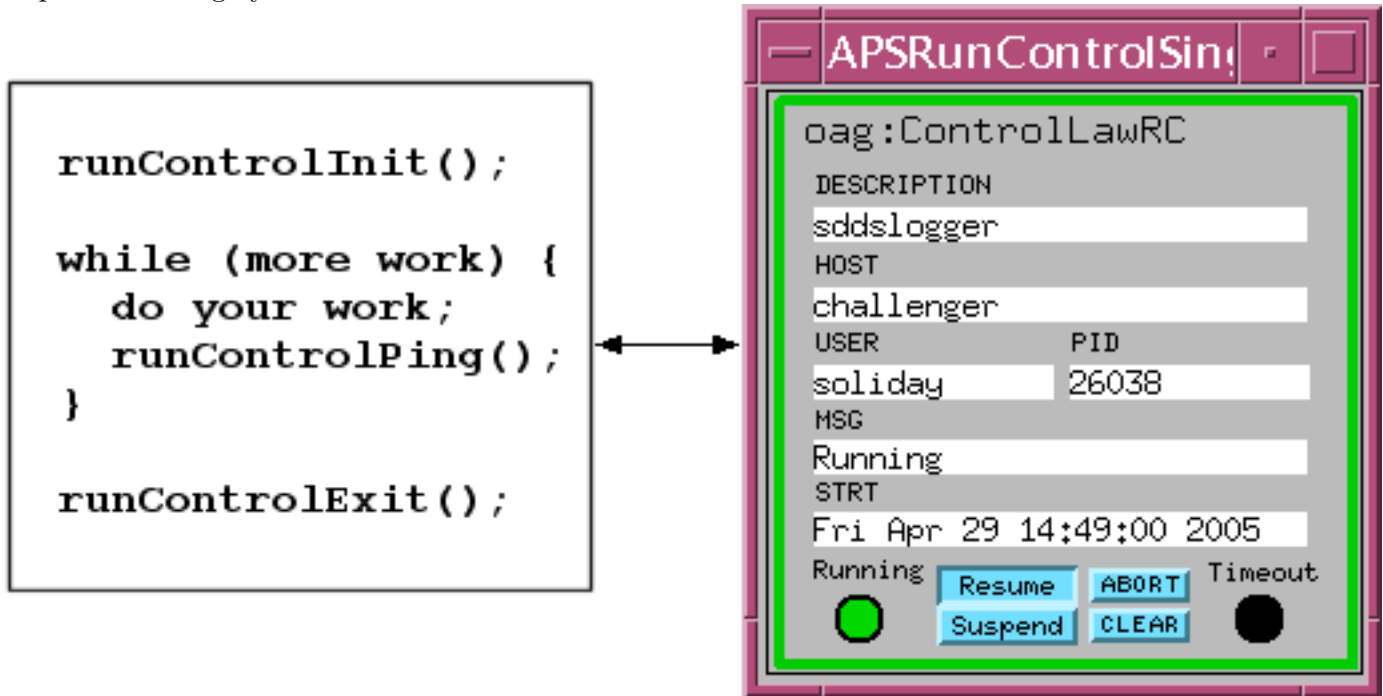 runControlInit();
while (more work) {
do your work;
runControlPing();
}
runControlExit();
APSRunControlSing
oag:ControlLawRC
DESCRIPTION
sddslogger
HOST
challenger
USER PID
soliday 26038
MSG
Running
STRT
Fri Apr 29 14:49:00 2005
Running Resume ABORT Timeout
Suspend CLEAR